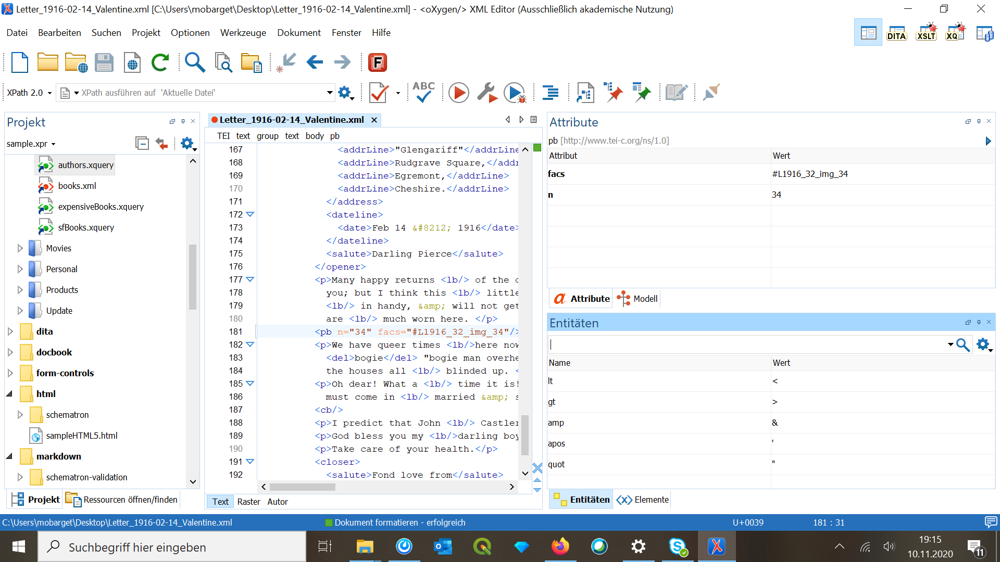 Letter_1916-02-14_Valentine.xml [C:\Users\mobarget\Desktop\Letter_1916-02-14_Valentine.xml] - <oXygen/> XML Editor (Ausschließlich akademische Nutzung)
Datei Bearbeiten Suchen Projekt Optionen Werkzeuge Dokument Fenster Hilfe
DITA XSLT XQ
F
XPath 2.0 XPath ausführen auf 'Aktuelle Datei' ABC
Projekt
sample.xpr
authors.xquery
books.xml
expensiveBooks.xquery
sfBooks.xquery
Movies
Personal
Products
Update
dita
docbook
form-controls
html
schematron
sampleHTML5.html
markdown
schematron-validation
Projekt Ressourcen öffnen/finden
Letter_1916-02-14_Valentine.xml
TEI text group text body pb
167 <addrLine>"Glengariff"</addrLine
168 <addrLine>Rudgrave Square,</addr
169 <addrLine>Egremont,</addrLine>
170 <addrLine>Cheshire.</addrLine>
171 </address>
172 <dateline>
173 <date>Feb 14 &#8212; 1916</date>
174 </dateline>
175 <salute>Darling Pierce</salute>
176 </opener>
177 <p>Many happy returns <lb/> of the
178 you; but I think this <lb/> little
179 <lb/> in handy, &amp; will not get
180 are <lb/> much worn here. </p>
181 <pb n="34" facs="#L1916_32_img_34"/>
182 <p>We have queer times <lb/>here now
183 <del>bogie</del> "bogie man overhe
184 the houses all <lb/> blinded up. <
185 <p>Oh dear! What a <lb/> time it is!
186 must come in <lb/> married &amp; s
187 <cb/>
188 <p>I predict that John <lb/> Castler
189 <p>God bless you my <lb/>darling boy
190 <p>Take care of your health.</p>
191 <closer>
192 <salute>Fond love from</salute>
Text Raster Autor
Attribute
pb [http://www.tei-c.org/ns/1.0]
Attribut Wert
facs #L1916_32_img_34
n 34
Attribute Modell
Entitäten
Name Wert
lt <
gt >
amp &
apos '
quot "
Entitäten Elemente
C:\Users\mobarget\Desktop\Letter_1916-02-14_Valentine.xml Dokument formatieren - erfolgreich U+0039 181 : 31
Suchbegriff hier eingeben
19:15
10.11.2020
11